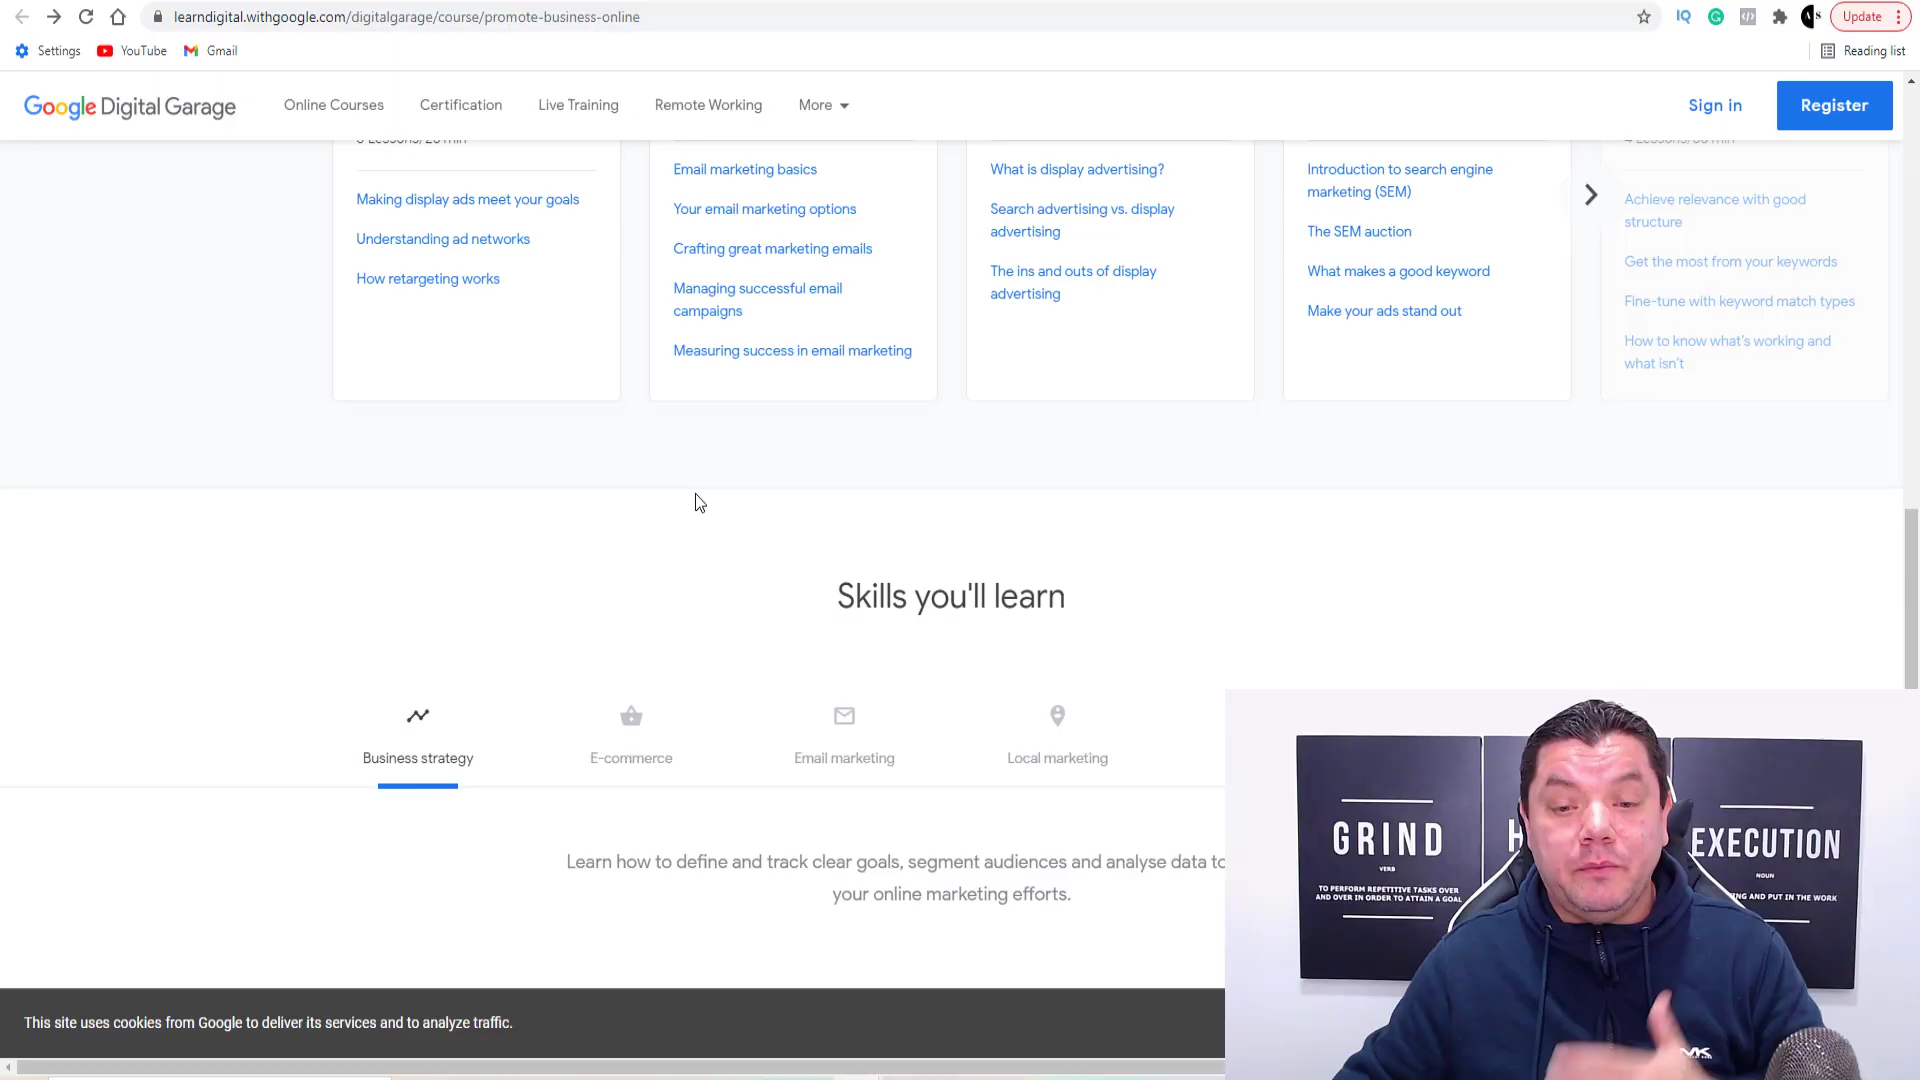 learndigital.withgoogle.com/digitalgarage/course/promote-business-online
IQ
Update
Settings
YouTube
Gmail
Reading list
Google Digital Garage
Online Courses
Certification
Live Training
Remote Working
More
Sign in
Register
Making display ads meet your goals
Understanding ad networks
How retargeting works
Email marketing basics
Your email marketing options
Crafting great marketing emails
Managing successful email
campaigns
Measuring success in email marketing
What is display advertising?
Search advertising vs. display
advertising
The ins and outs of display
advertising
Introduction to search engine
marketing (SEM)
The SEM auction
What makes a good keyword
Make your ads stand out
Achieve relevance with good
structure
Get the most from your keywords
Fine-tune with keyword match types
How to know what's working and
what isn't
Skills you'll learn
Business strategy
E-commerce
Email marketing
Local marketing
Learn how to define and track clear goals, segment audiences and analyse data to
your online marketing efforts.
This site uses cookies from Google to deliver its services and to analyze traffic.
GRIND
VERB
TO PERFORM REPETITIVE TASKS OVER
AND OVER IN ORDER TO ATTAIN A GOAL
H
EXECUTION
NOUN
ING AND PUT IN THE WORK